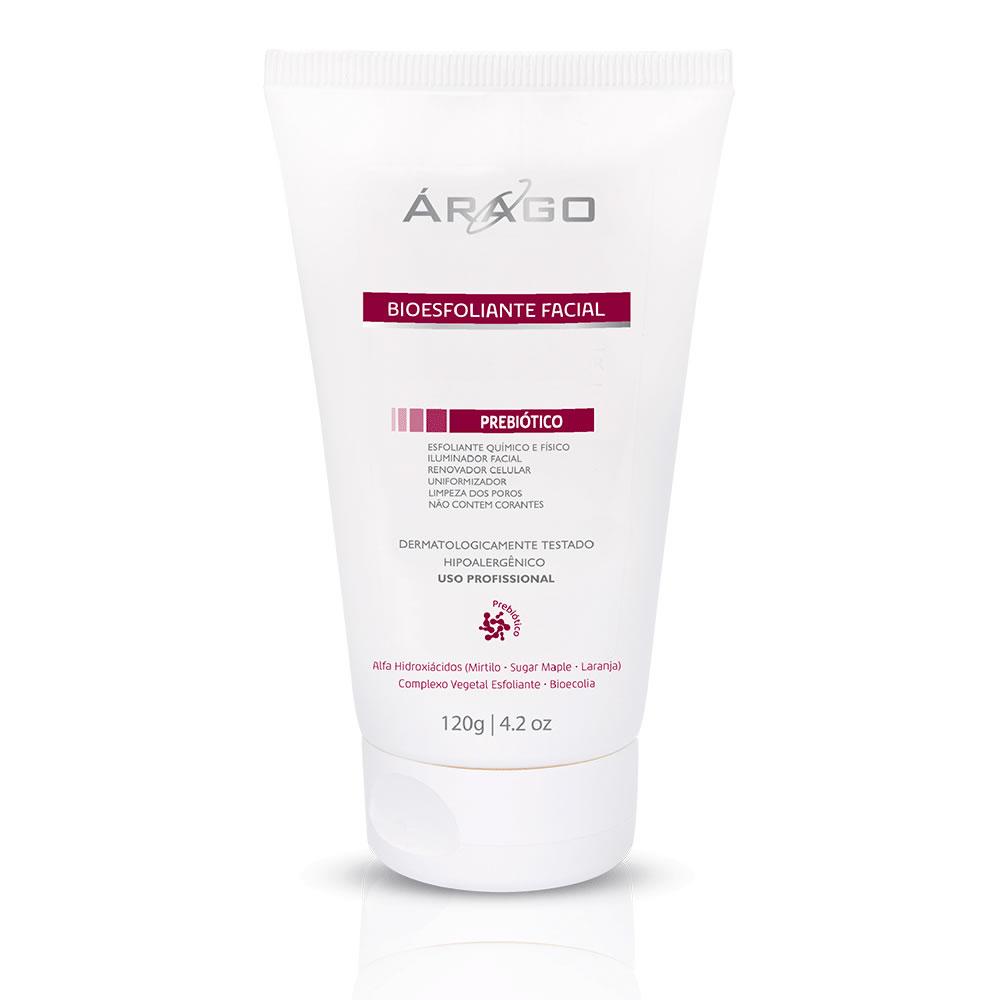 ÁRAGO
BIOESFOLIANTE FACIAL
PREBIÓTICO
ESFOLIANTE QUÍMICO E FÍSICO
ILUMINADOR FACIAL
RENOVADOR CELULAR
UNIFORMIZADOR
LIMPEZA DOS POROS
NÃO CONTEM CORANTES
DERMATOLOGICAMENTE TESTADO
HIPOALERGÊNICO
USO PROFISSIONAL
Prebiótico
Alfa Hidroxiácidos (Mirtilo • Sugar Maple • Laranja)
Complexo Vegetal Esfoliante • Bioecolia
120g | 4.2 oz